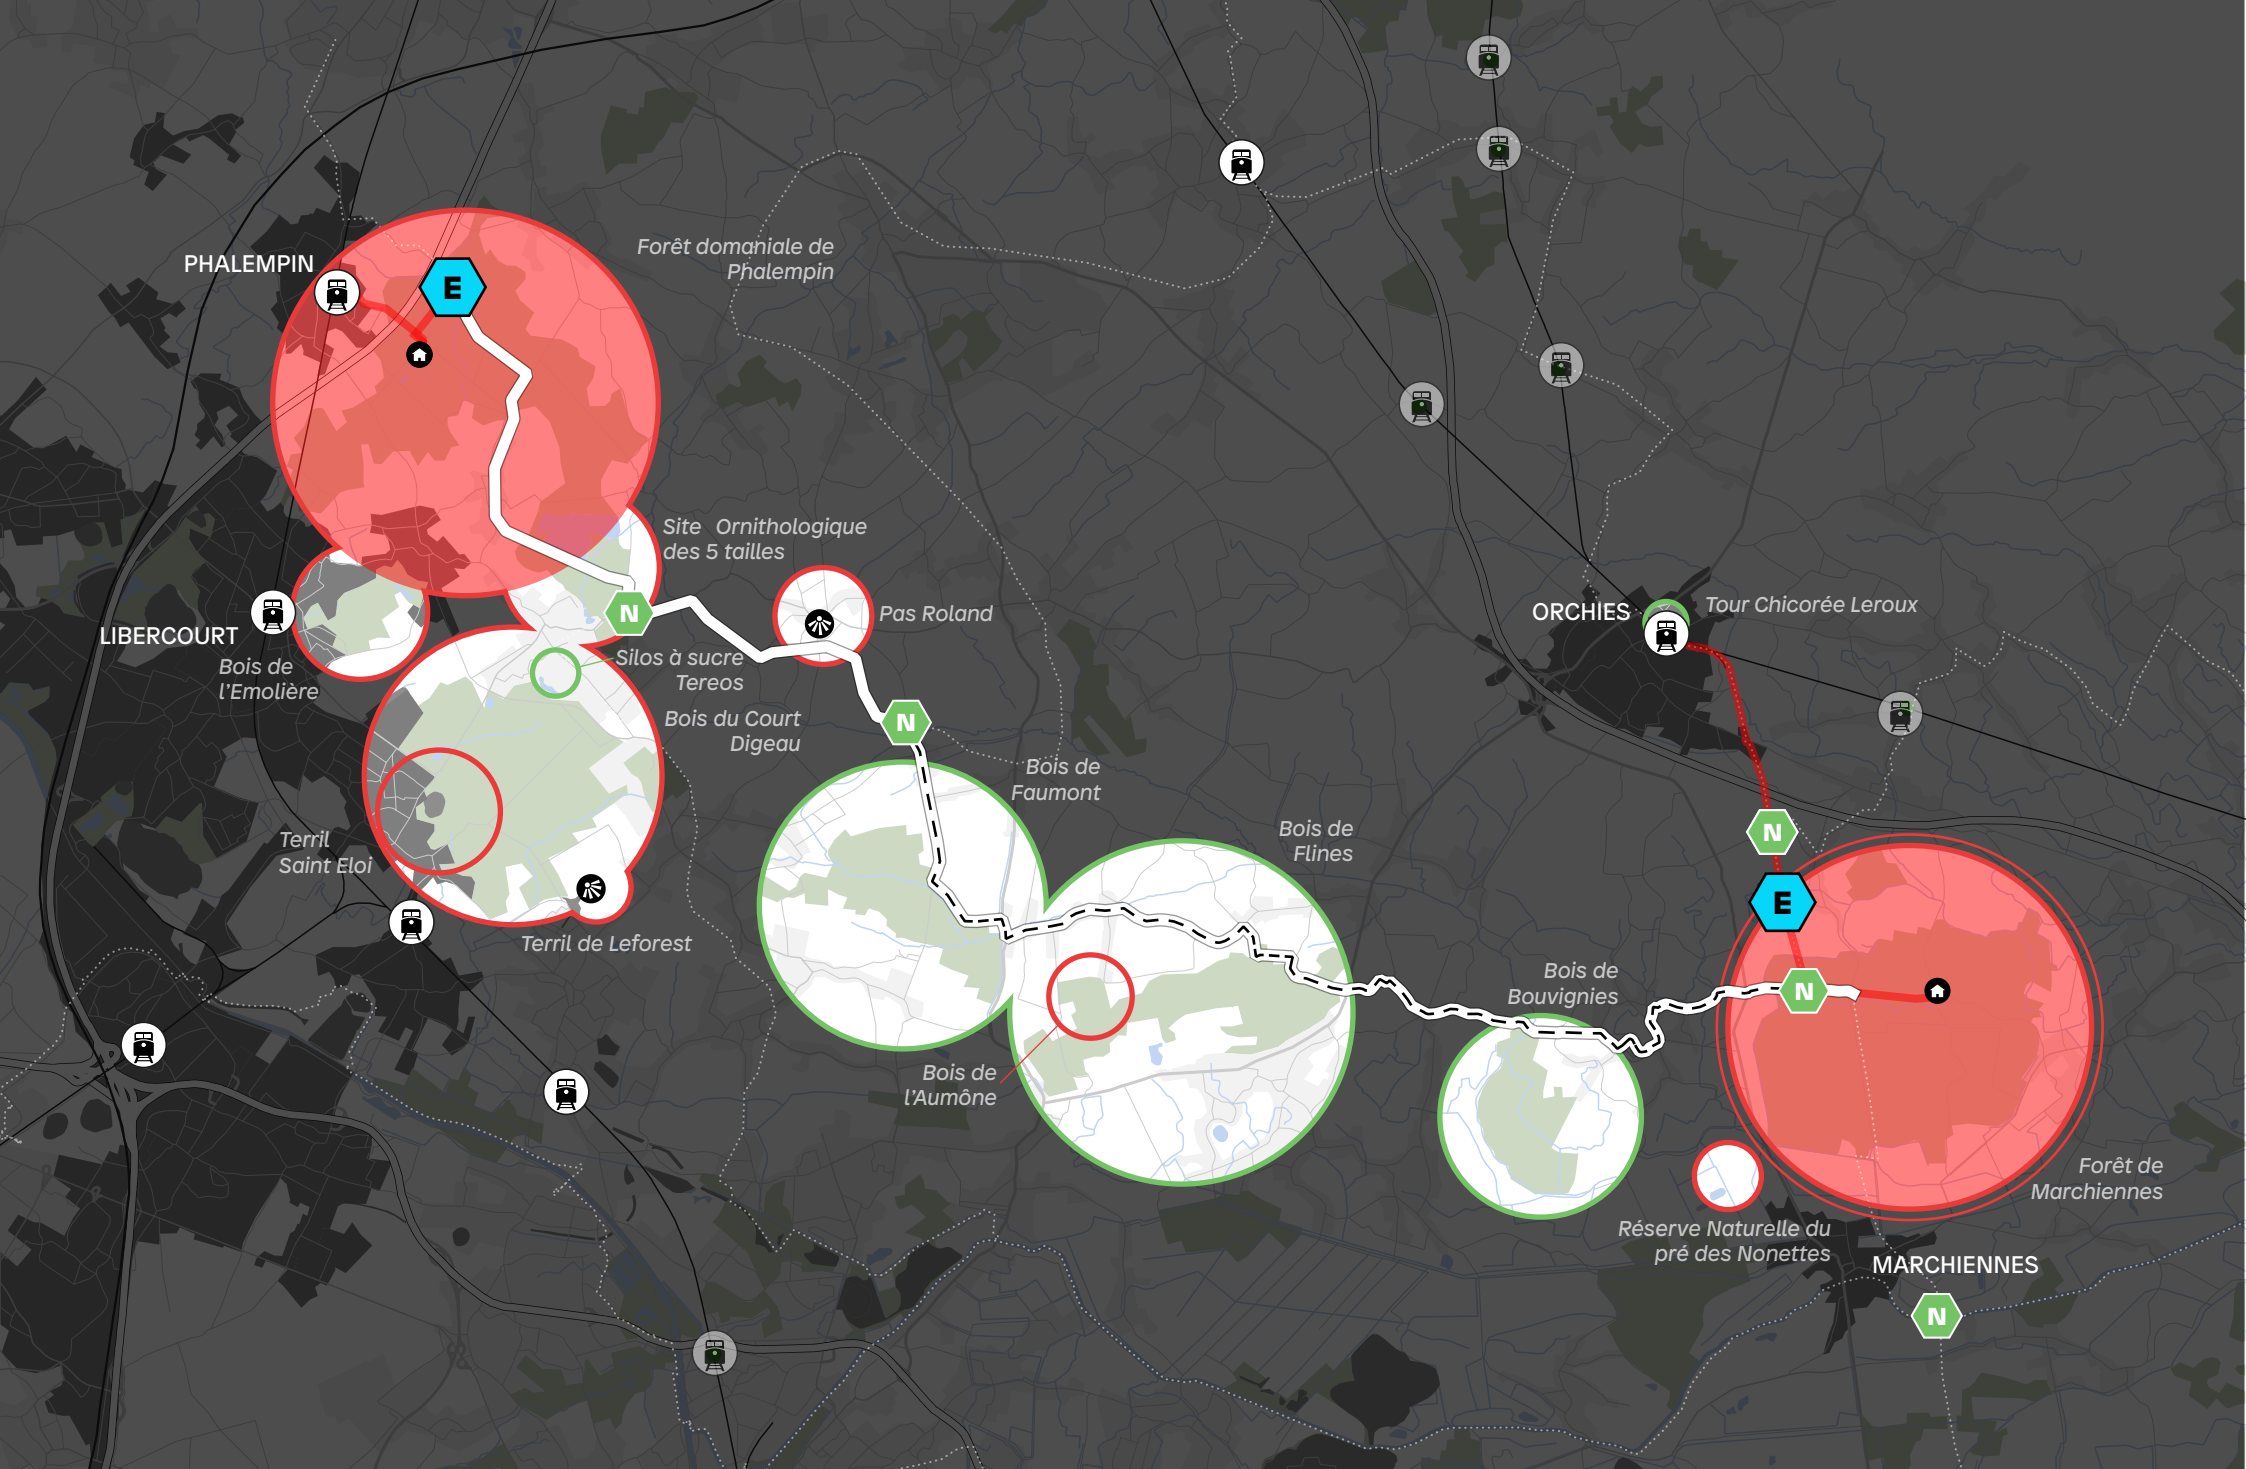 Forêt domaniale de
Phalempin
PHALEMPIN
E
Site Ornithologique
des 5 tailles
N
Pas Roland
LIBERCOURT
Bois de
l'Emolière
Silos à sucre
Tereos
Bois du Court
Digeau
N
Bois de
Faumont
ORCHIES
Tour Chicorée Leroux
Terril
Saint Eloi
Bois de
Flines
N
E
Terril de Leforest
Bois de
Bouvignies
N
Bois de
l'Aumône
Forêt de
Marchiennes
Réserve Naturelle du
pré des Nonettes
MARCHIENNES
N